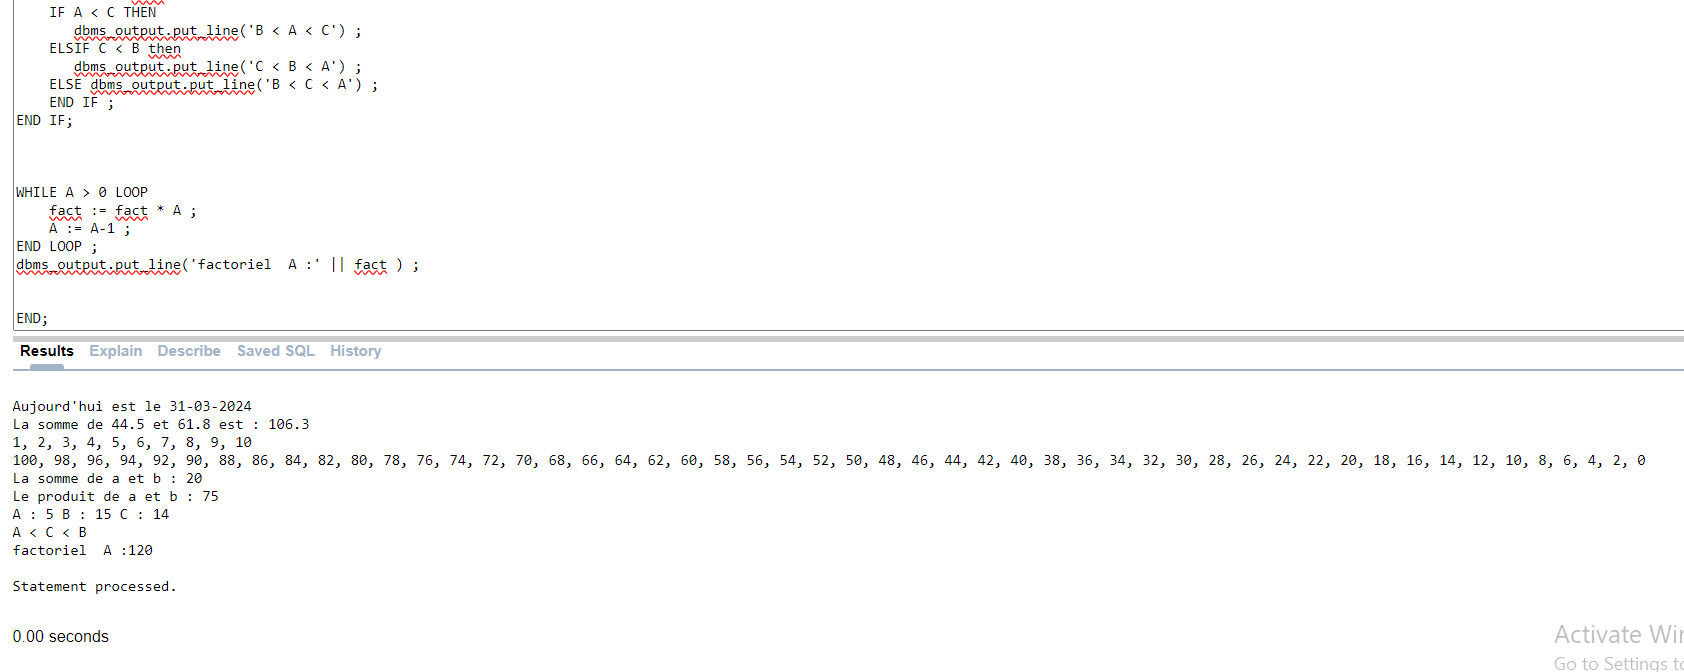 IF A < C THEN
dbms_output.put_line('B < A < C') ;
ELSIF C < B then
dbms_output.put_line('C < B < A') ;
ELSE dbms_output.put_line('B < C < A') ;
END IF ;
END IF;
WHILE A > 0 LOOP
fact := fact * A ;
A := A-1 ;
END LOOP ;
dbms_output.put_line('factoriel  A :' || fact ) ;
END;
Results Explain Describe Saved SQL History
Aujourd'hui est le 31-03-2024
La somme de 44.5 et 61.8 est : 106.3
1, 2, 3, 4, 5, 6, 7, 8, 9, 10
100, 98, 96, 94, 92, 90, 88, 86, 84, 82, 80, 78, 76, 74, 72, 70, 68, 66, 64, 62, 60, 58, 56, 54, 52, 50, 48, 46, 44, 42, 40, 38, 36, 34, 32, 30, 28, 26, 24, 22, 20, 18, 16, 14, 12, 10, 8, 6, 4, 2, 0
La somme de a et b : 20
Le produit de a et b : 75
A : 5 B : 15 C : 14
A < C < B
factoriel  A :120
Statement processed.
0.00 seconds
Activate Win
Go to Settings to